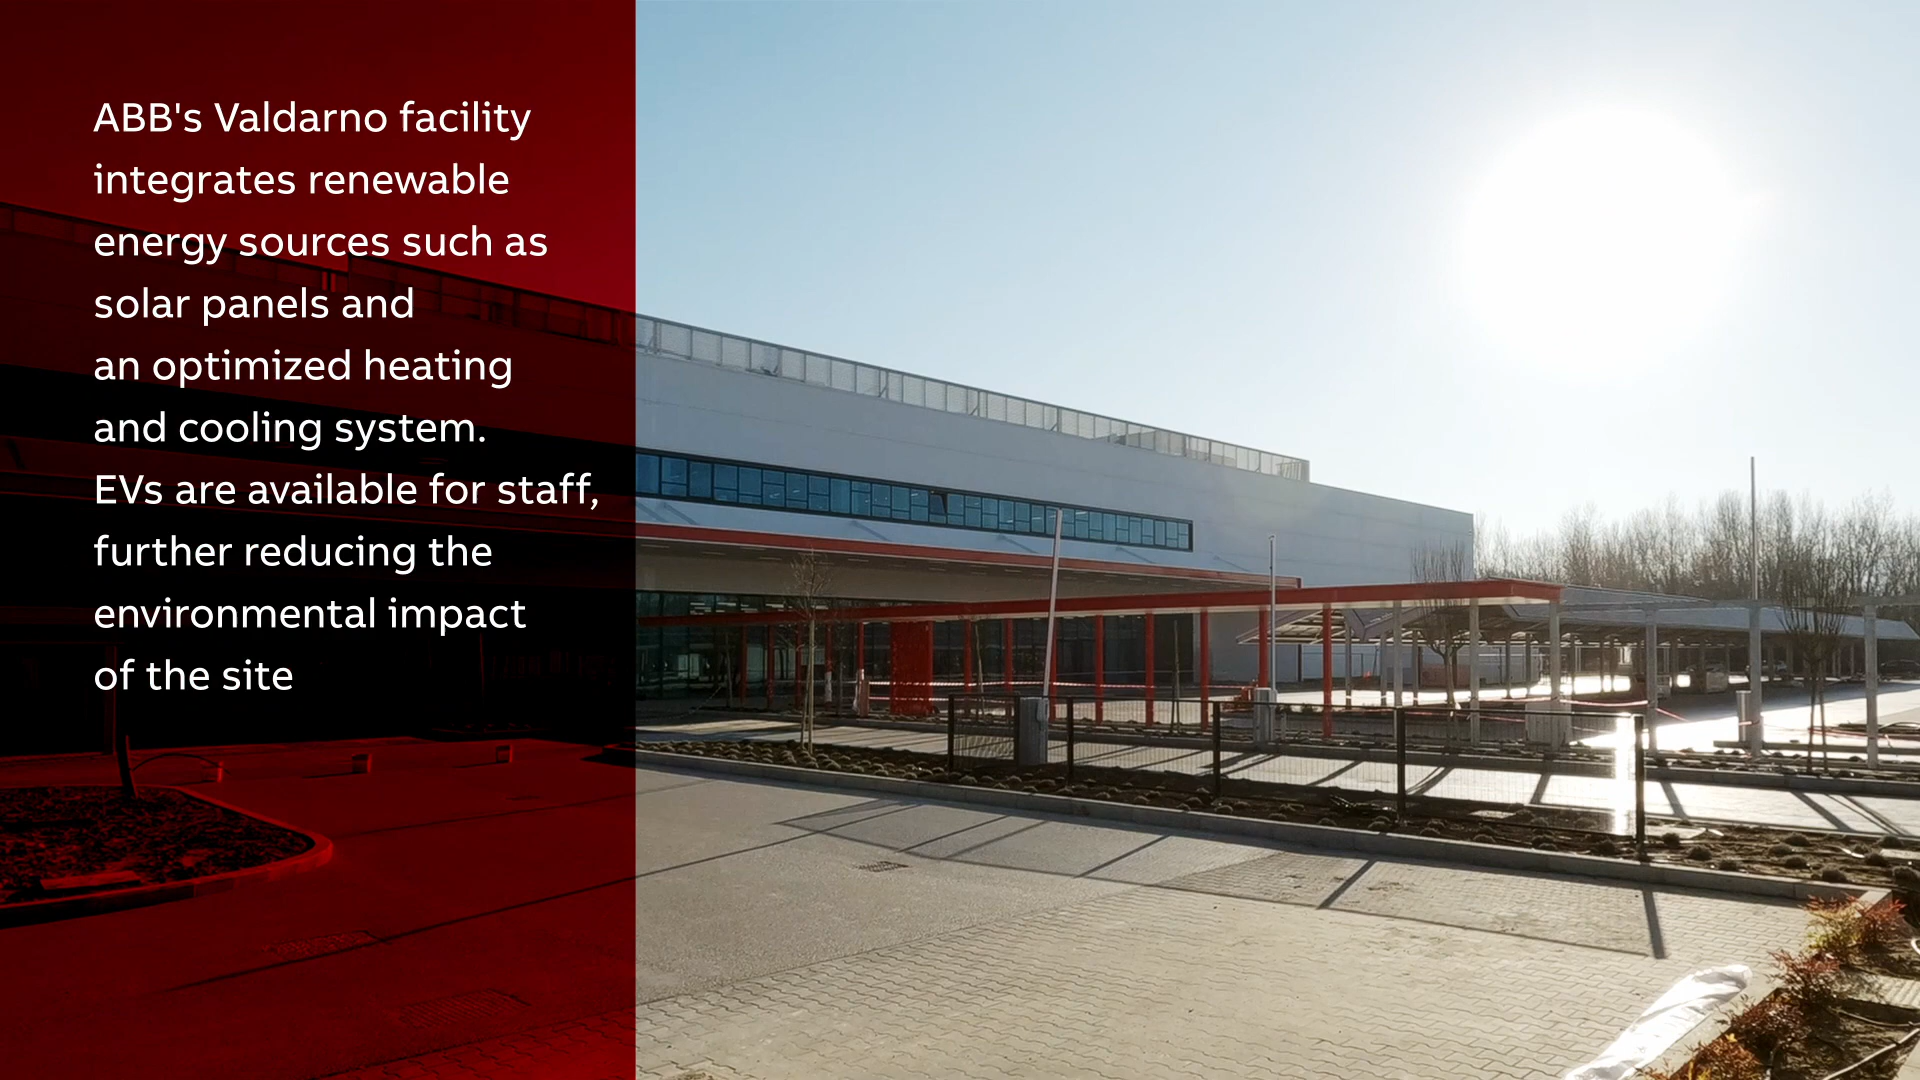 ABB's Valdarno facility
integrates renewable
energy sources such as
solar panels and
an optimized heating
and cooling system.
EVs are available for staff,
further reducing the
environmental impact
of the site